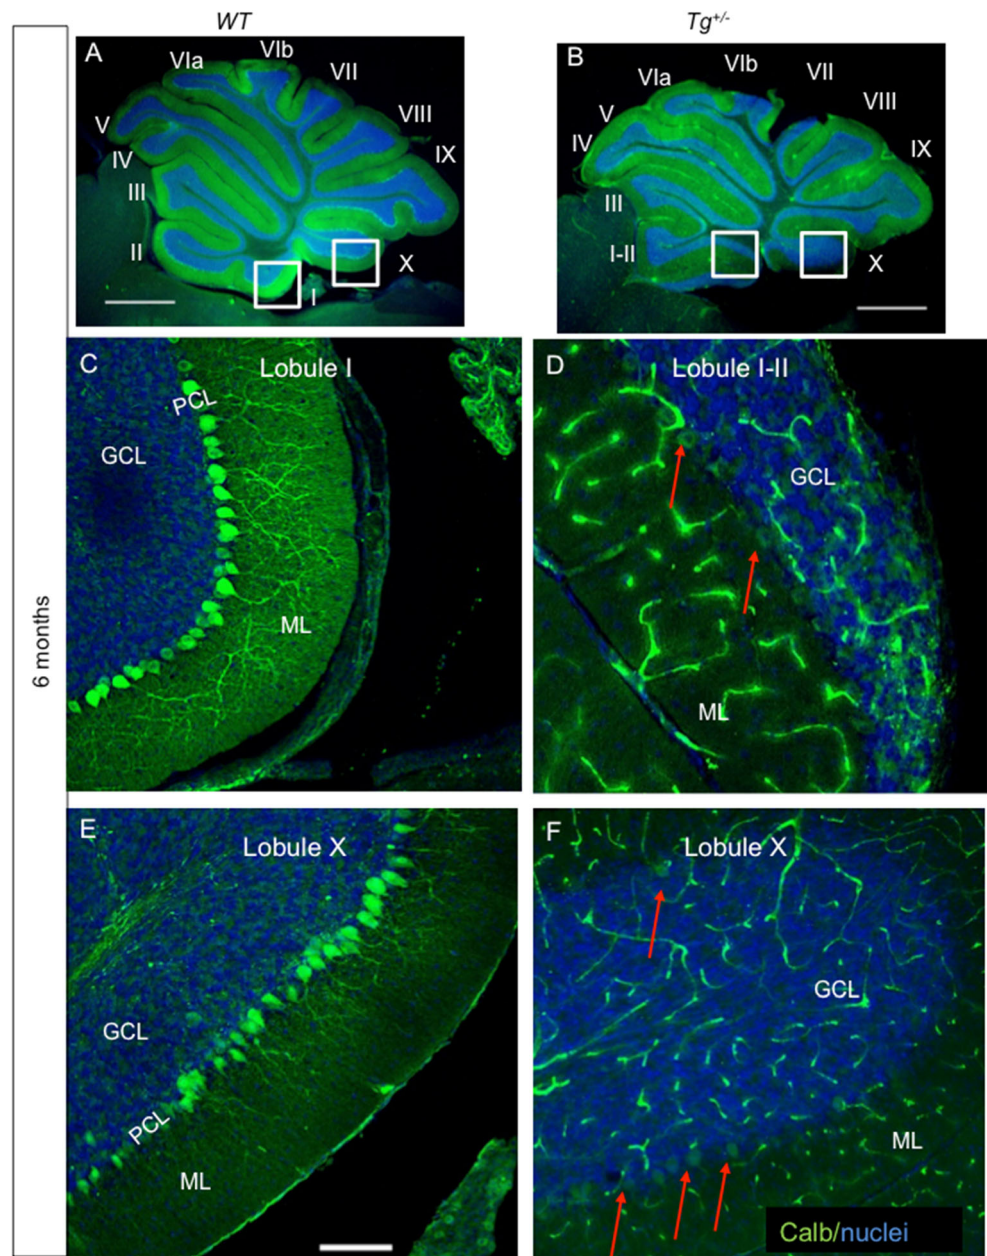 WT
Tg+/-
6 months
A
VIa
VIb
VII
VIII
V
IV
IX
III
II
X
I
B
VIa
VIb
VII
VIII
V
IV
IX
III
I-II
X
C
Lobule I
PCL
GCL
ML
D
Lobule I-II
GCL
ML
E
Lobule X
GCL
PCL
ML
F
Lobule X
GCL
ML
Calb/nuclei